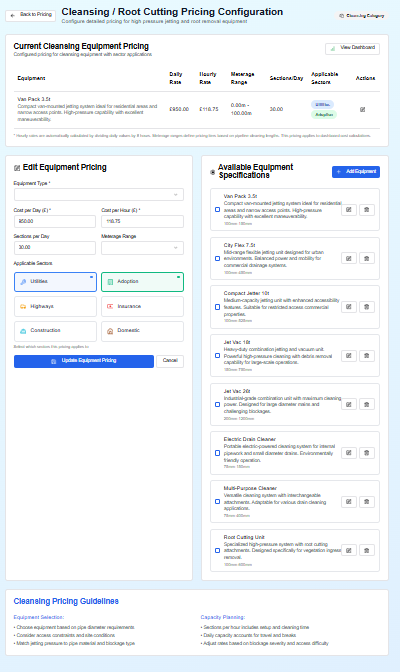 ← Back to Pricing
Cleansing / Root Cutting Pricing Configuration
Configure detailed pricing for high pressure jetting and root removal equipment
Cleansing Category
Current Cleansing Equipment Pricing
Configured pricing for cleansing equipment with sector applications
View Dashboard
Equipment
Daily Rate
Hourly Rate
Meterage Range
Sections/Day
Applicable Sectors
Actions
Van Pack 3.5t
Compact van-mounted jetting system ideal for residential areas and narrow access points. High-pressure capability with excellent maneuverability.
£950.00
£118.75
0.00m - 100.00m
30.00
Utilities
Adoption
* Hourly rates are automatically calculated by dividing daily values by 8 hours. Meterage ranges define pricing tiers based on pipeline cleaning lengths. This pricing applies to dashboard cost calculations.
Edit Equipment Pricing
Equipment Type *
Cost per Day (£) *
Cost per Hour (£) *
950.00
118.75
Sections per Day
Meterage Range
30.00
Applicable Sectors
Utilities
Adoption
Highways
Insurance
Construction
Domestic
Select which sectors this pricing applies to
Update Equipment Pricing
Cancel
Available Equipment Specifications
+ Add Equipment
Van Pack 3.5t
Compact van-mounted jetting system ideal for residential
areas and narrow access points. High-pressure
capability with excellent maneuverability.
City Flex 7.5t
Mid-range flexible jetting unit designed for urban
environments. Balanced power and mobility for
commercial drainage systems.
Compact Jetter 10t
Medium-capacity jetting system with enhanced accessibility
features. Suitable for restricted access commercial
properties.
Jet Vac 18t
Heavy-duty combination jetting and vacuum unit.
Powerful high-pressure cleaning with debris removal
capability for large-scale operations.
Jet Vac 26t
Industrial-grade combination unit with maximum cleaning
power. Designed for large diameter mains and
challenging blockages.
Electric Drain Cleaner
Portable electric-powered cleaning system for internal
pipework and small diameter drains. Environmentally
friendly operation.
Multi-Purpose Cleaner
Versatile cleaning system with interchangeable
attachments. Adaptable for various drain cleaning
applications.
Root Cutting Unit
Specialized high-pressure system with root cutting
attachments. Designed specifically for vegetation ingress
removal.
Cleansing Pricing Guidelines
Equipment Selection:
• Choose equipment based on pipe diameter requirements
• Consider access constraints and site conditions
• Match jetting pressure to pipe material and blockage type
Capacity Planning:
• Sections per hour includes setup and cleaning time
• Daily capacity accounts for travel and breaks
• Adjust rates based on blockage severity and access difficulty